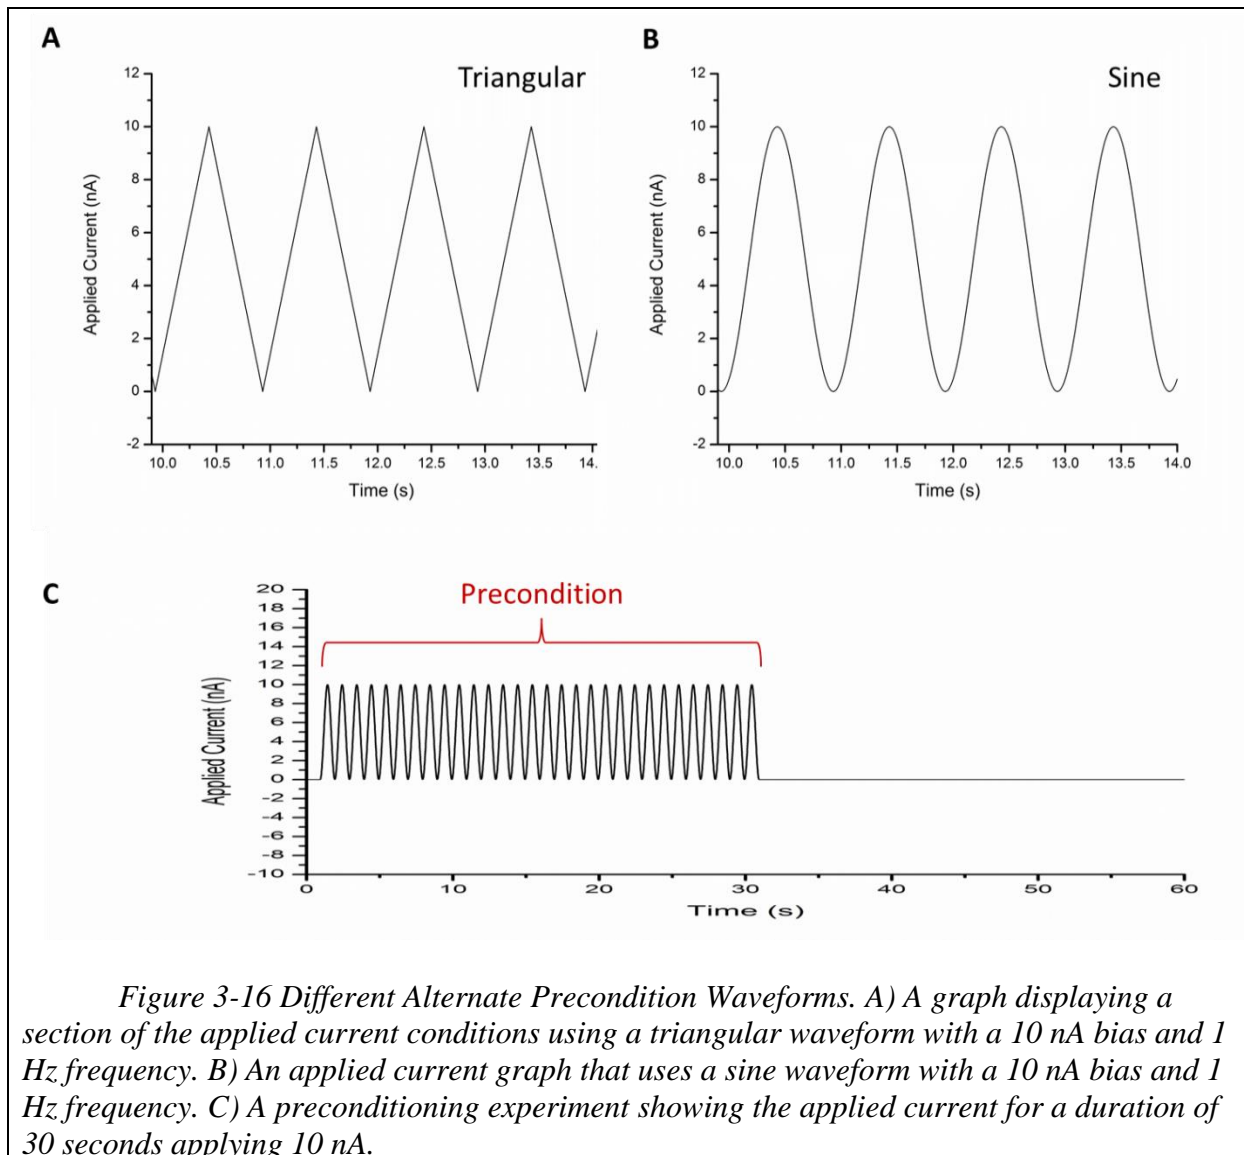 A
Triangular
12
10
8
6
4
2
0
-2
Applied Current (nA)
10.0 10.5 11.0 11.5 12.0 12.5 13.0 13.5 14.
Time (s)
B
Sine
12
10
8
6
4
2
0
-2
Applied Current (nA)
10.0 10.5 11.0 11.5 12.0 12.5 13.0 13.5 14.0
Time (s)
C
Precondition
20
18
16
14
12
10
8
6
4
2
0
-2
-4
-6
-8
-10
Applied Current (nA)
0 10 20 30 40 50 60
Time (s)
Figure 3-16 Different Alternate Precondition Waveforms. A) A graph displaying a
section of the applied current conditions using a triangular waveform with a 10 nA bias and 1
Hz frequency. B) An applied current graph that uses a sine waveform with a 10 nA bias and 1
Hz frequency. C) A preconditioning experiment showing the applied current for a duration of
30 seconds applying 10 nA.